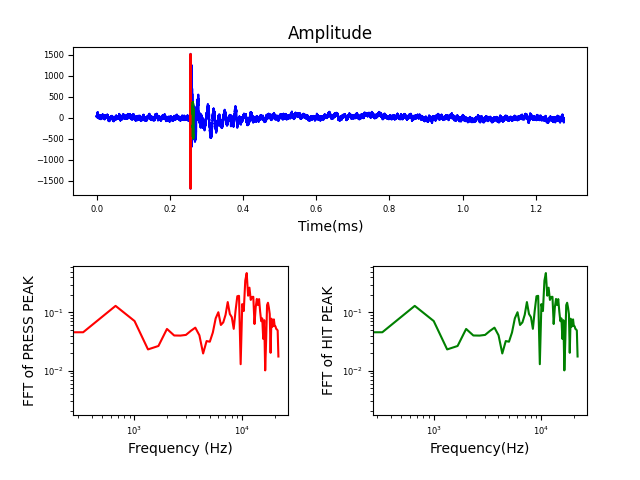 Amplitude
1500
1000
500
0
−500
−1000
−1500
0.0 0.2 0.4 0.6 0.8 1.0 1.2
Time(ms)
FFT of PRESS PEAK
10⁻¹
10⁻²
10³ 10⁴
Frequency (Hz)
FFT of HIT PEAK
10⁻¹
10⁻²
10³ 10⁴
Frequency(Hz)